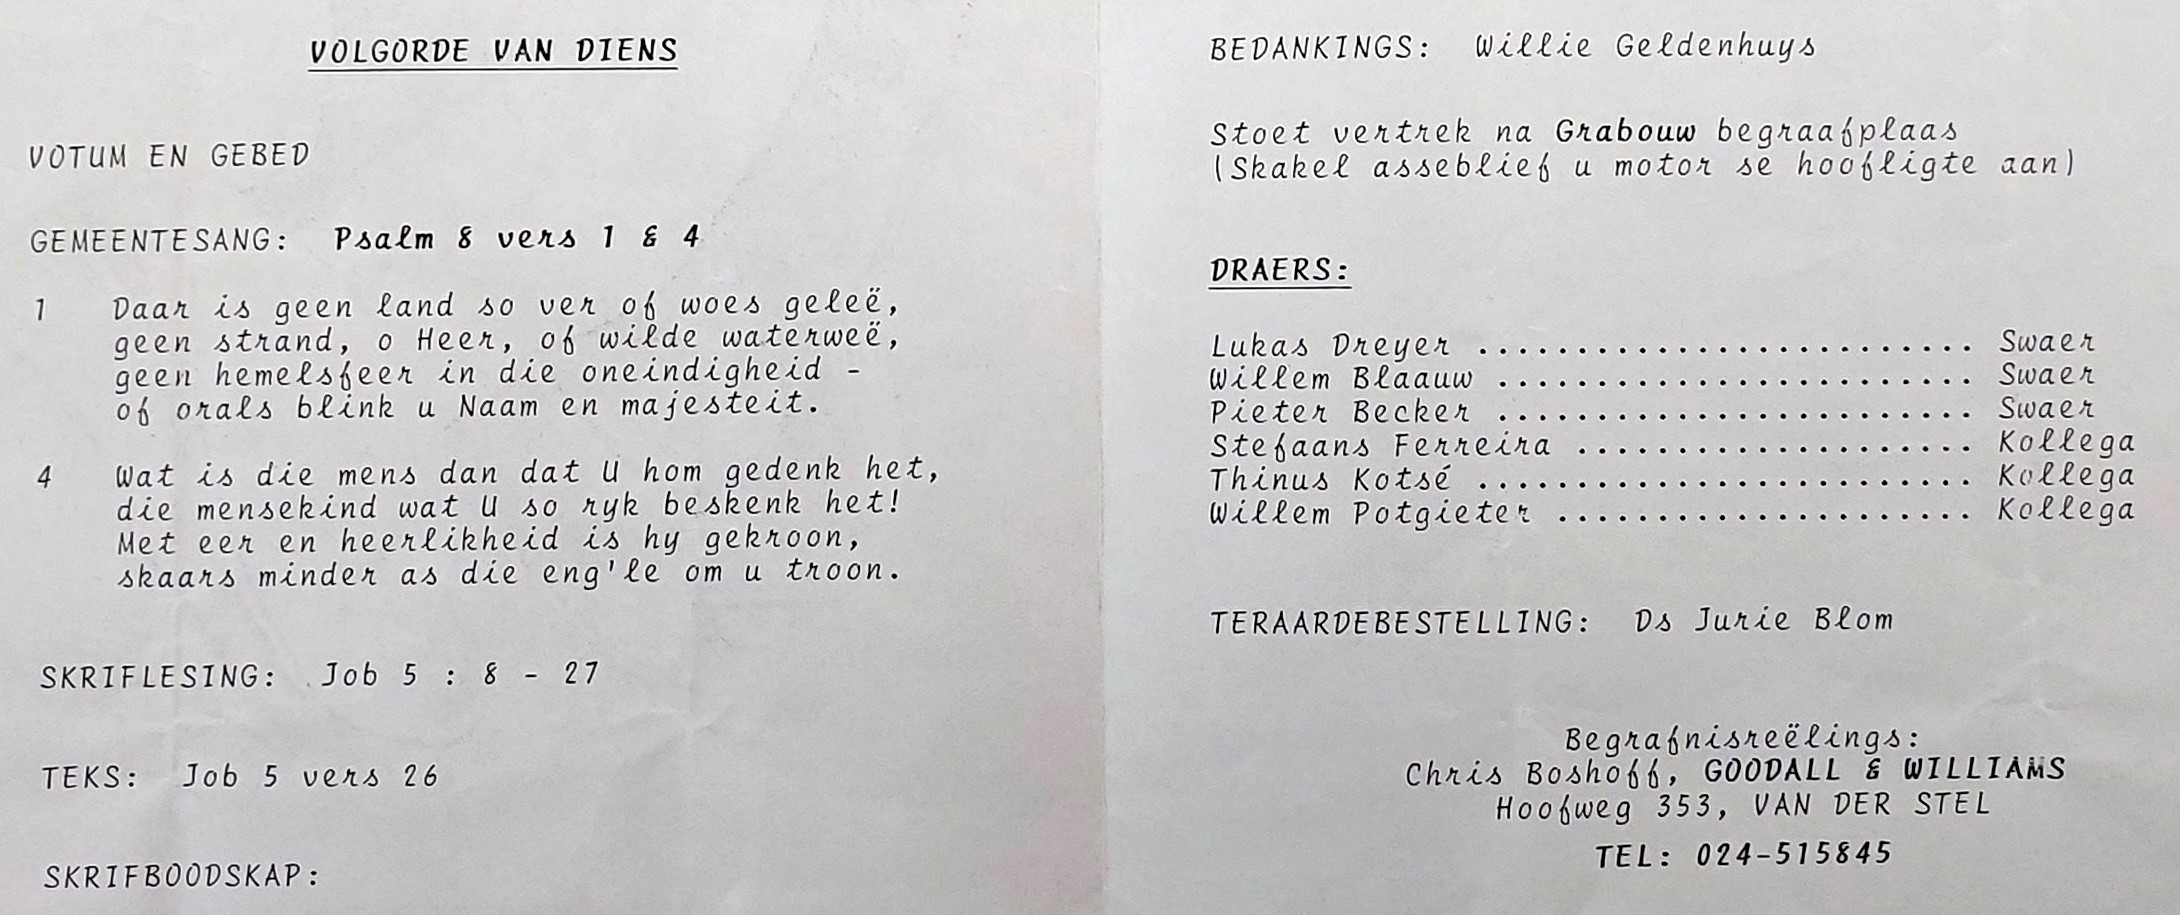 VOLGORDE VAN DIENS
VOTUM EN GEBED
GEMEENTESANG: Psalm 8 vers 1 & 4
1 Daar is geen land so ver of woes geleë,
geen strand, o Heer, of wilde waterweë,
geen hemelsfeer in die oneindigheid -
of orals blink u Naam en majesteit.
4 Wat is die mens dan dat U hom gedenk het,
die mensekind wat U so ryk beskenk het!
Met eer en heerlikheid is hy gekroon,
skaars minder as die eng'le om u troon.
SKRIFLESING: Job 5 : 8 - 27
TEKS: Job 5 vers 26
SKRIFBOODSKAP:
BEDANKINGS: Willie Geldenhuys
Stoet vertrek na Grabouw begraafplaas
(Skakel asseblief u motor se hoofligte aan)
DRAERS:
Lukas Dreyer ......................... Swaer
Willem Blaauw ........................ Swaer
Pieter Becker ........................ Swaer
Stefaans Ferreira .................... Kollega
Thinus Kotsé ......................... Kollega
Willem Potgieter ..................... Kollega
TERAARDEBESTELLING: Ds Jurie Blom
Begrafnisreëlings:
Chris Boshoff, GOODALL & WILLIAMS
Hoofweg 353, VAN DER STEL
TEL: 024-515845